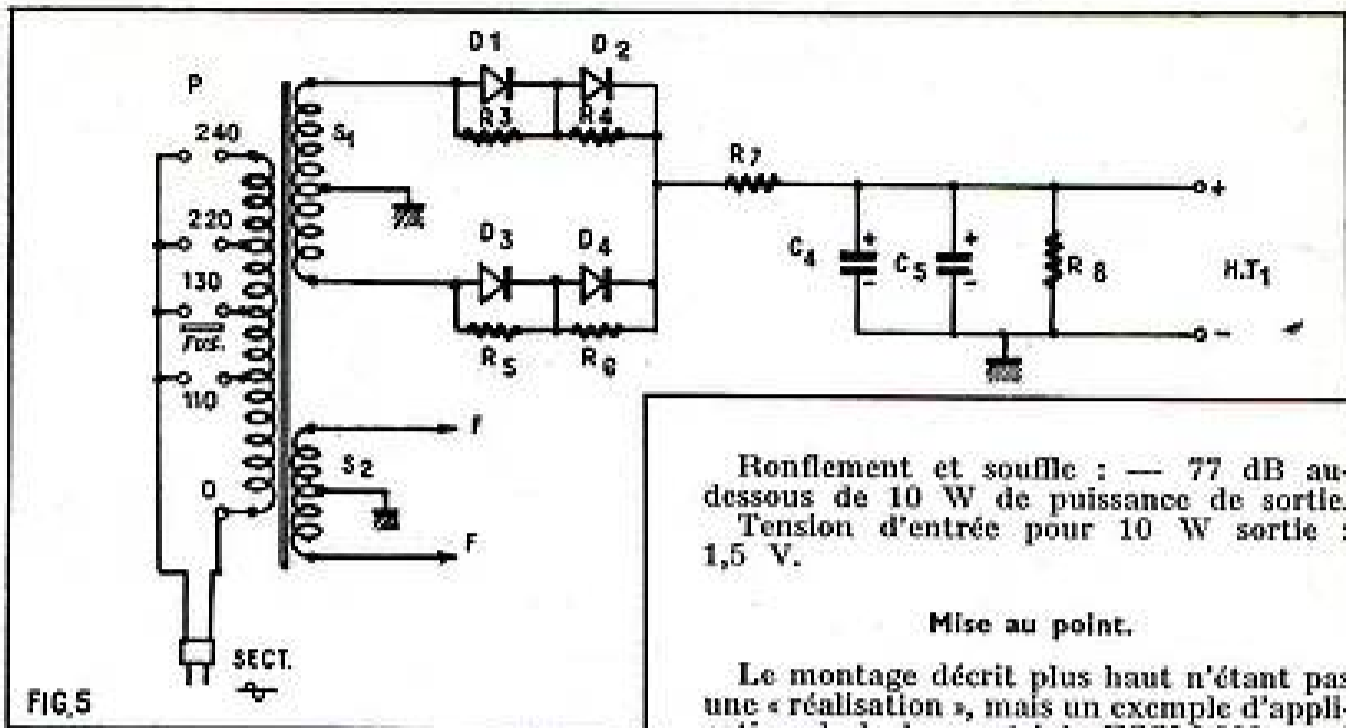 P
240
220
130
Fus.
110
0
SECT.
FIG.5
S1
S2
D1
D2
R3
R4
D3
D4
R5
R6
R7
C4
+
-
C5
+
-
R8
+
H.T1
-
F
F
Ronflement et souffle : — 77 dB au-
dessous de 10 W de puissance de sortie.
Tension d'entrée pour 10 W sortie :
1,5 V.
Mise au point.
Le montage décrit plus haut n'étant pas
une « réalisation », mais un exemple d'appli-